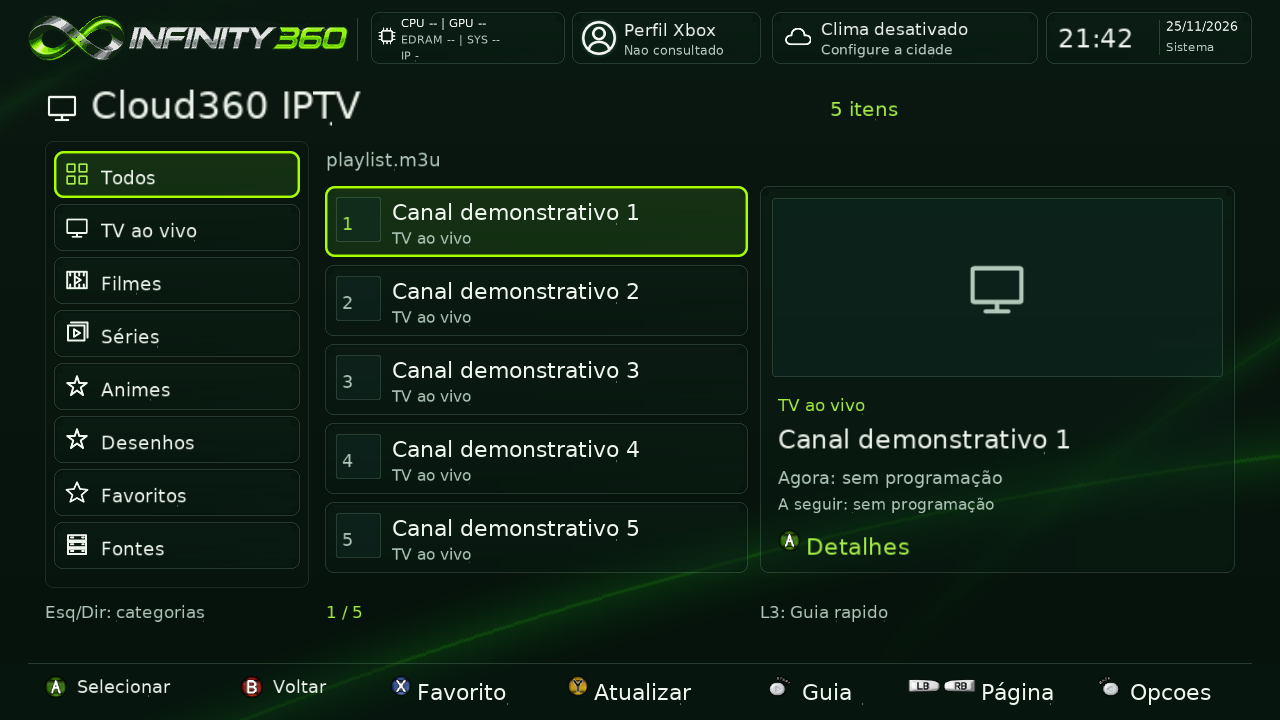 INFINITY 360
CPU -- | GPU --
EDRAM -- | SYS --
IP -
Perfil Xbox
Nao consultado
Clima desativado
Configure a cidade
21:42
25/11/2026
Sistema
Cloud360 IPTV
5 itens
Todos
TV ao vivo
Filmes
Séries
Animes
Desenhos
Favoritos
Fontes
playlist.m3u
1
Canal demonstrativo 1
TV ao vivo
2
Canal demonstrativo 2
TV ao vivo
3
Canal demonstrativo 3
TV ao vivo
4
Canal demonstrativo 4
TV ao vivo
5
Canal demonstrativo 5
TV ao vivo
TV ao vivo
Canal demonstrativo 1
Agora: sem programação
A seguir: sem programação
A Detalhes
Esq/Dir: categorias
1 / 5
L3: Guia rapido
A Selecionar
B Voltar
X Favorito
Y Atualizar
Guia
LB RB Página
Opcoes